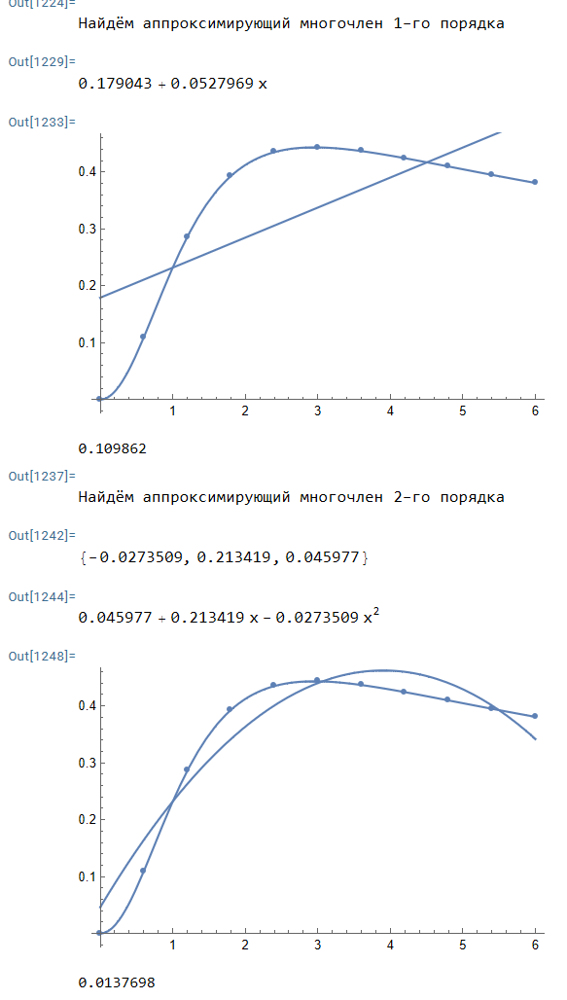 Out[1224]=
Найдём аппроксимирующий многочлен 1-го порядка
Out[1229]=
0.179043 + 0.0527969 x
Out[1233]=
0.4
0.3
0.2
0.1
1 2 3 4 5 6
0.109862
Out[1237]=
Найдём аппроксимирующий многочлен 2-го порядка
Out[1242]=
{-0.0273509, 0.213419, 0.045977}
Out[1244]=
0.045977 + 0.213419 x - 0.0273509 x²
Out[1248]=
0.4
0.3
0.2
0.1
1 2 3 4 5 6
0.0137698